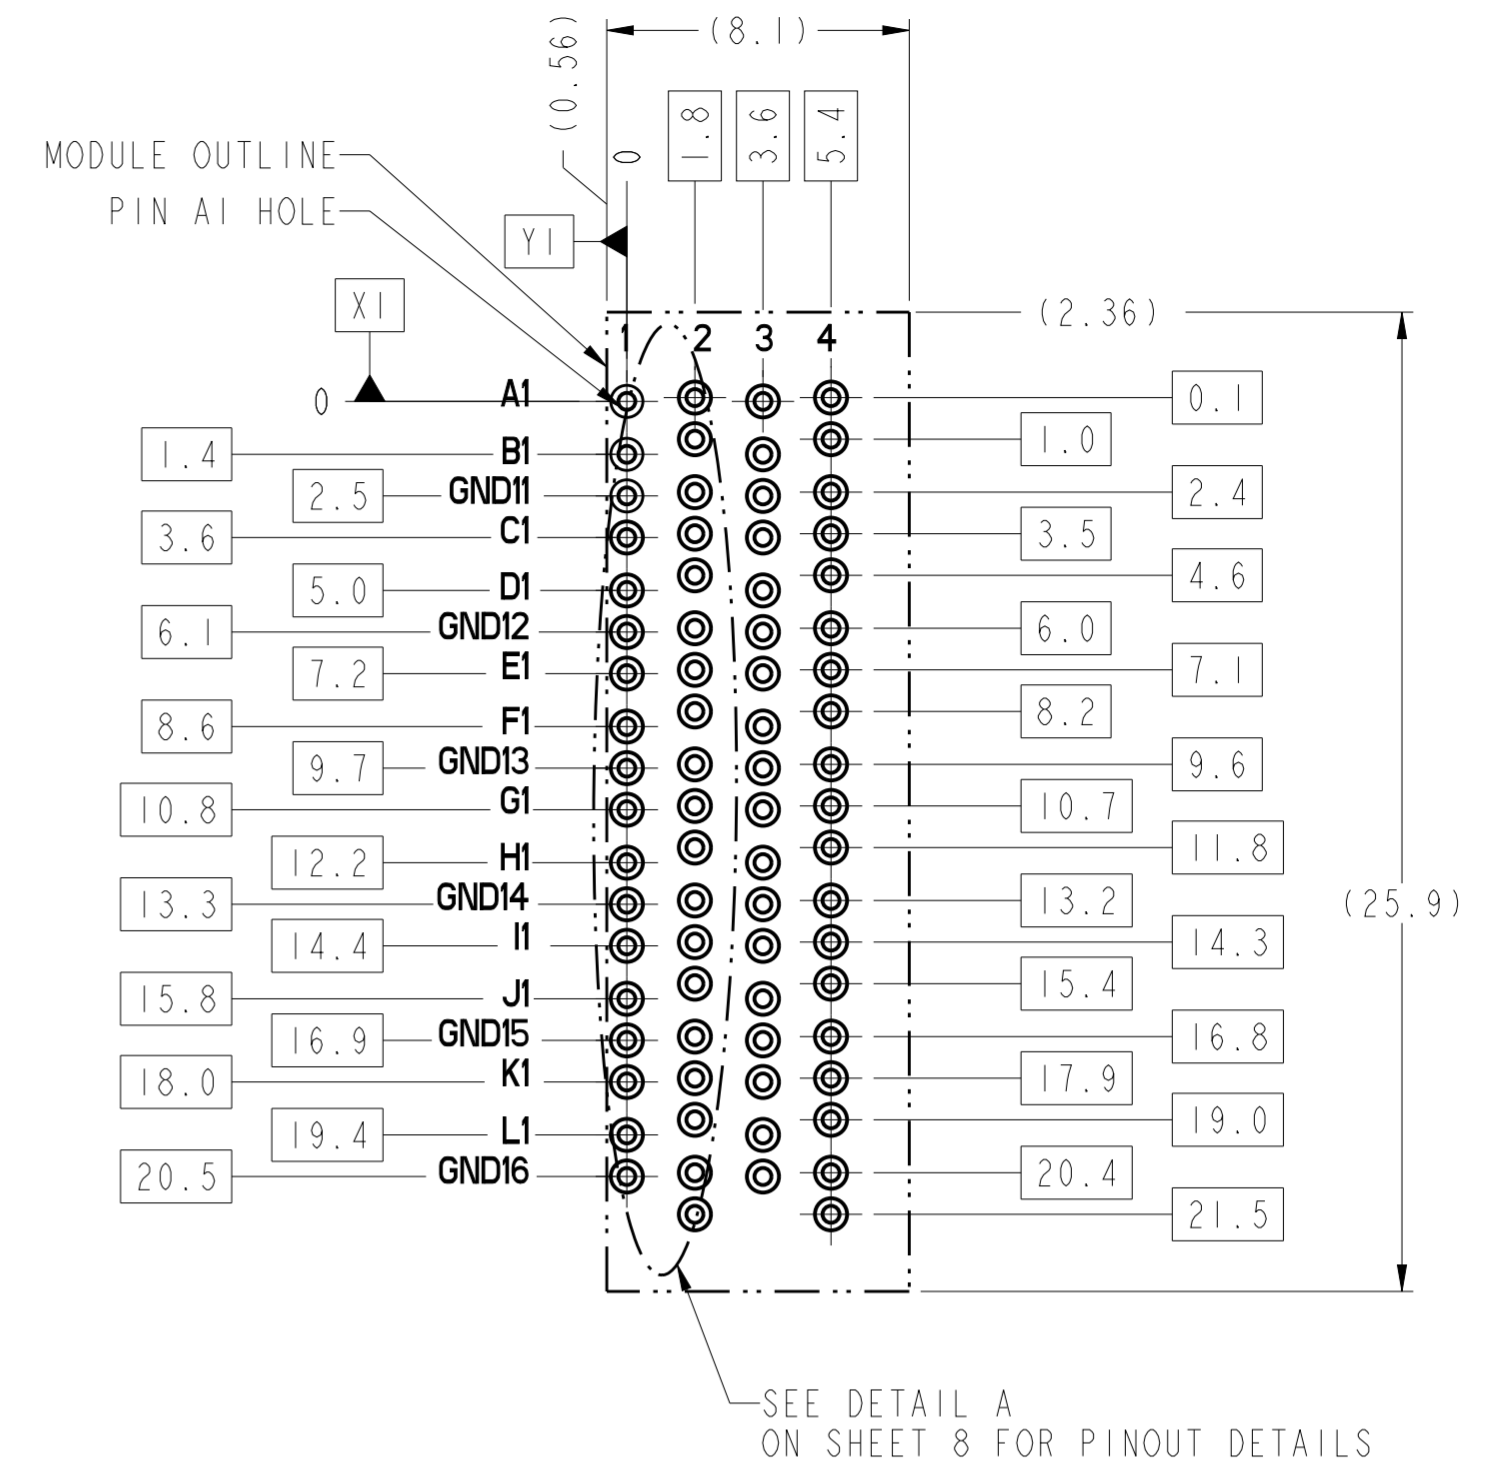 (8.1)
(0.56)
0
1.8
3.6
5.4
MODULE OUTLINE
PIN A1 HOLE
Y1
X1
(2.36)
1 2 3 4
0 A1 0.1
1.0
1.4 B1
2.5 GND11 2.4
3.6 C1 3.5
4.6
5.0 D1
6.1 GND12 6.0
7.2 E1 7.1
8.2
8.6 F1
9.7 GND13 9.6
10.8 G1 10.7
11.8
12.2 H1
13.3 GND14 13.2
(25.9)
14.4 I1 14.3
15.4
15.8 J1
16.9 GND15 16.8
18.0 K1 17.9
19.0
19.4 L1
20.5 GND16 20.4
21.5
SEE DETAIL A
ON SHEET 8 FOR PINOUT DETAILS